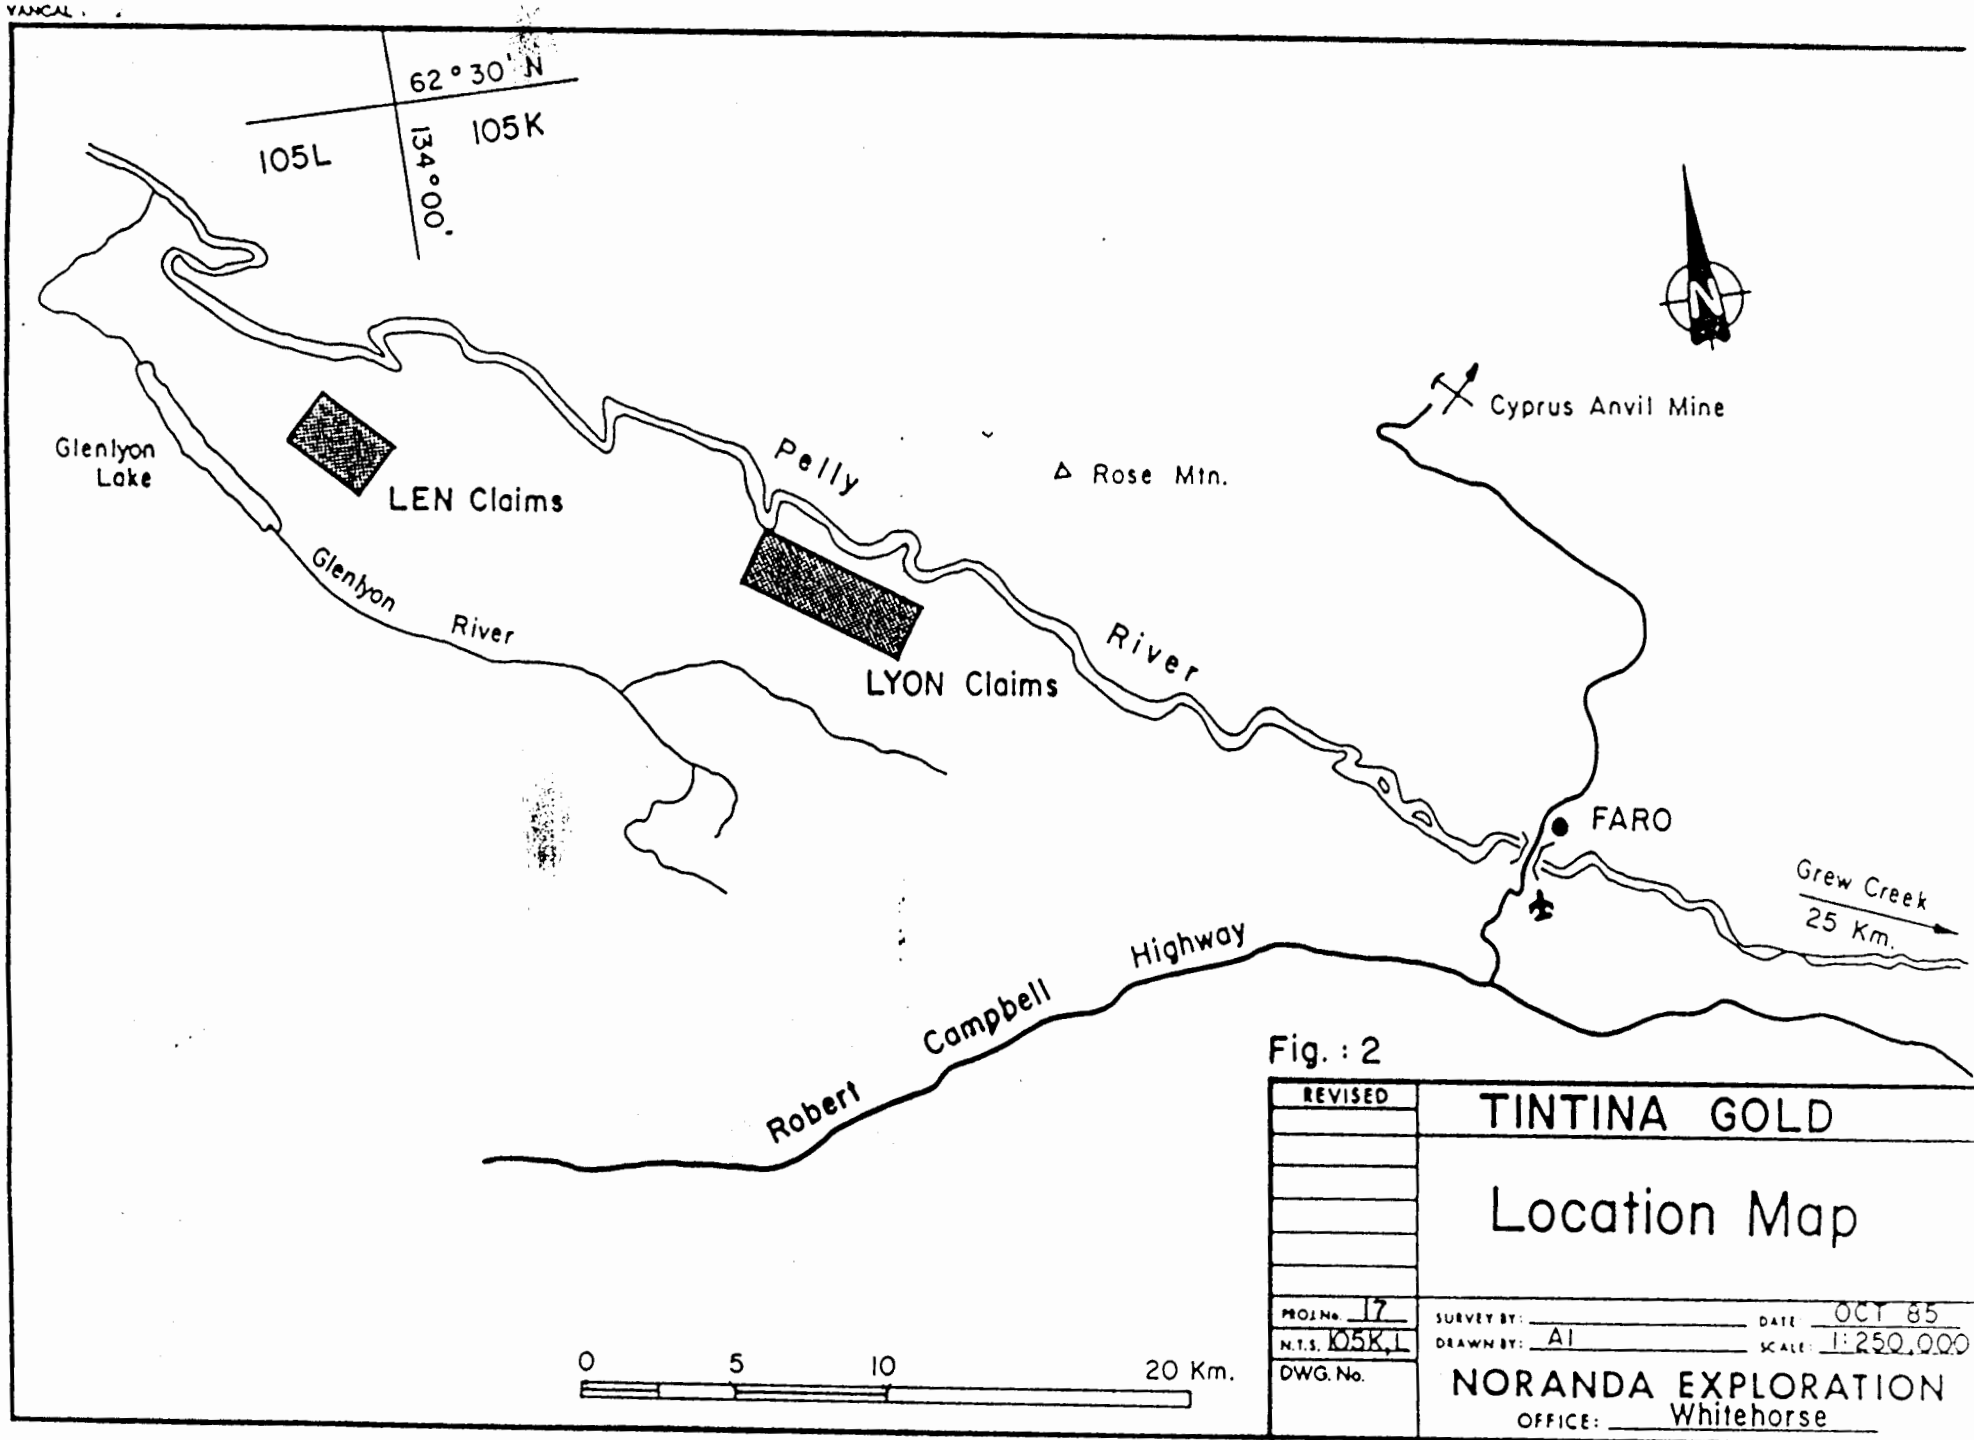 62°30' N
105L
105K
134°00'
N
Cyprus Anvil Mine
Rose Mtn.
Glenlyon
Lake
LEN Claims
Pelly
River
Glenlyon
River
LYON Claims
FARO
Grew Creek
25 Km.
Robert Campbell Highway
Fig. : 2
REVISED
TINTINA GOLD
Location Map
PROJ. No. 17
SURVEY BY:
DATE: OCT 85
N.T.S. 105K,L
DRAWN BY: AI
SCALE: 1:250,000
DWG. No.
NORANDA EXPLORATION
OFFICE: Whitehorse
0 5 10 20 Km.